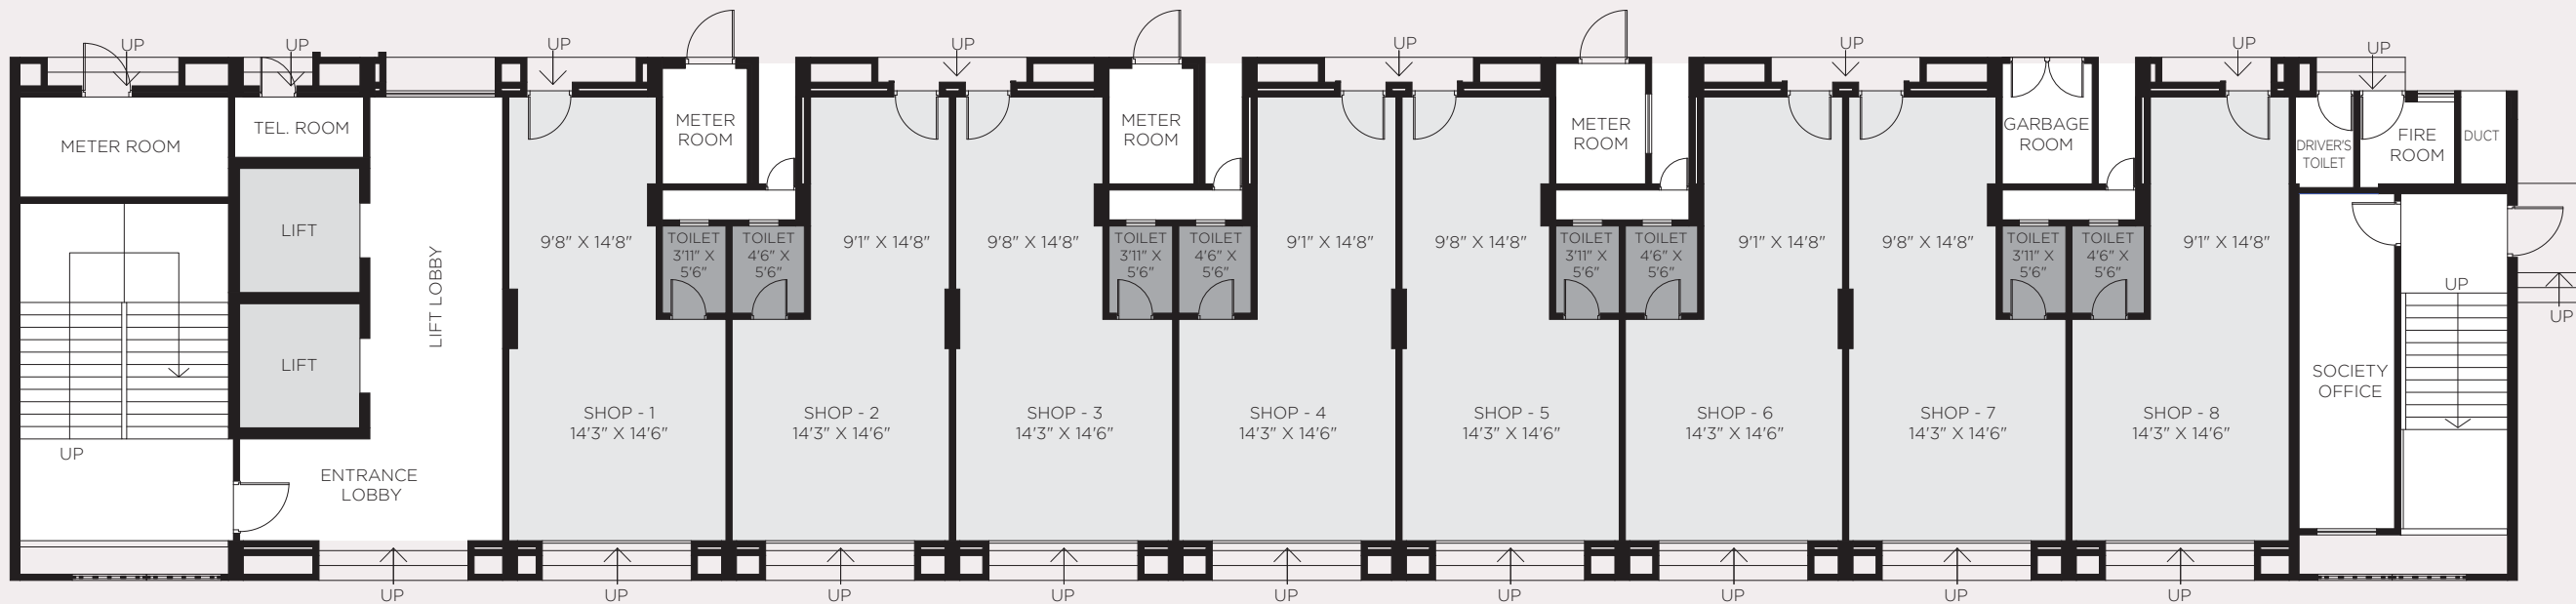 UP
UP
UP
UP
UP
UP
UP
UP
METER ROOM
TEL. ROOM
METER
ROOM
METER
ROOM
METER
ROOM
GARBAGE
ROOM
DRIVER'S
TOILET
FIRE
ROOM
DUCT
LIFT
LIFT
LIFT LOBBY
9'8" X 14'8"
TOILET
3'11" X
5'6"
TOILET
4'6" X
5'6"
9'1" X 14'8"
9'8" X 14'8"
TOILET
3'11" X
5'6"
TOILET
4'6" X
5'6"
9'1" X 14'8"
9'8" X 14'8"
TOILET
3'11" X
5'6"
TOILET
4'6" X
5'6"
9'1" X 14'8"
9'8" X 14'8"
TOILET
3'11" X
5'6"
TOILET
4'6" X
5'6"
9'1" X 14'8"
UP
UP
SOCIETY
OFFICE
SHOP - 1
14'3" X 14'6"
SHOP - 2
14'3" X 14'6"
SHOP - 3
14'3" X 14'6"
SHOP - 4
14'3" X 14'6"
SHOP - 5
14'3" X 14'6"
SHOP - 6
14'3" X 14'6"
SHOP - 7
14'3" X 14'6"
SHOP - 8
14'3" X 14'6"
UP
ENTRANCE
LOBBY
UP
UP
UP
UP
UP
UP
UP
UP
UP